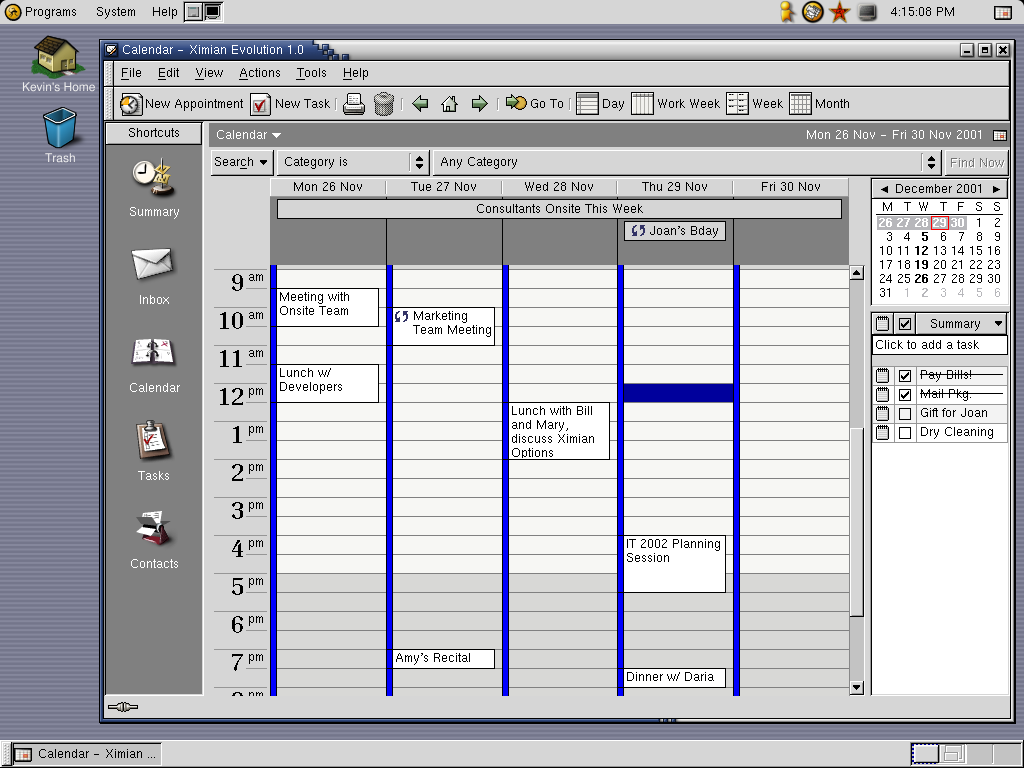 Programs System Help 4:15:08 PM
Kevin's Home
Trash
Calendar - Ximian Evolution 1.0
File Edit View Actions Tools Help
New Appointment New Task Go To Day Work Week Week Month
Shortcuts
Summary
Inbox
Calendar
Tasks
Contacts
Calendar Mon 26 Nov - Fri 30 Nov 2001
Search Category is Any Category Find Now
Mon 26 Nov Tue 27 Nov Wed 28 Nov Thu 29 Nov Fri 30 Nov
Consultants Onsite This Week
Joan's Bday
9 am
10 am
11 am
12 pm
1 pm
2 pm
3 pm
4 pm
5 pm
6 pm
7 pm
8 pm
Meeting with
Onsite Team
Lunch w/
Developers
Marketing
Team Meeting
Amy's Recital
Lunch with Bill
and Mary,
discuss Ximian
Options
IT 2002 Planning
Session
Dinner w/ Daria
December 2001
M T W T F S S
26 27 28 29 30 1 2
3 4 5 6 7 8 9
10 11 12 13 14 15 16
17 18 19 20 21 22 23
24 25 26 27 28 29 30
31 1 2 3 4 5 6
Summary
Click to add a task
Pay Bills!
Mail Pkg.
Gift for Joan
Dry Cleaning
Calendar - Ximian ...